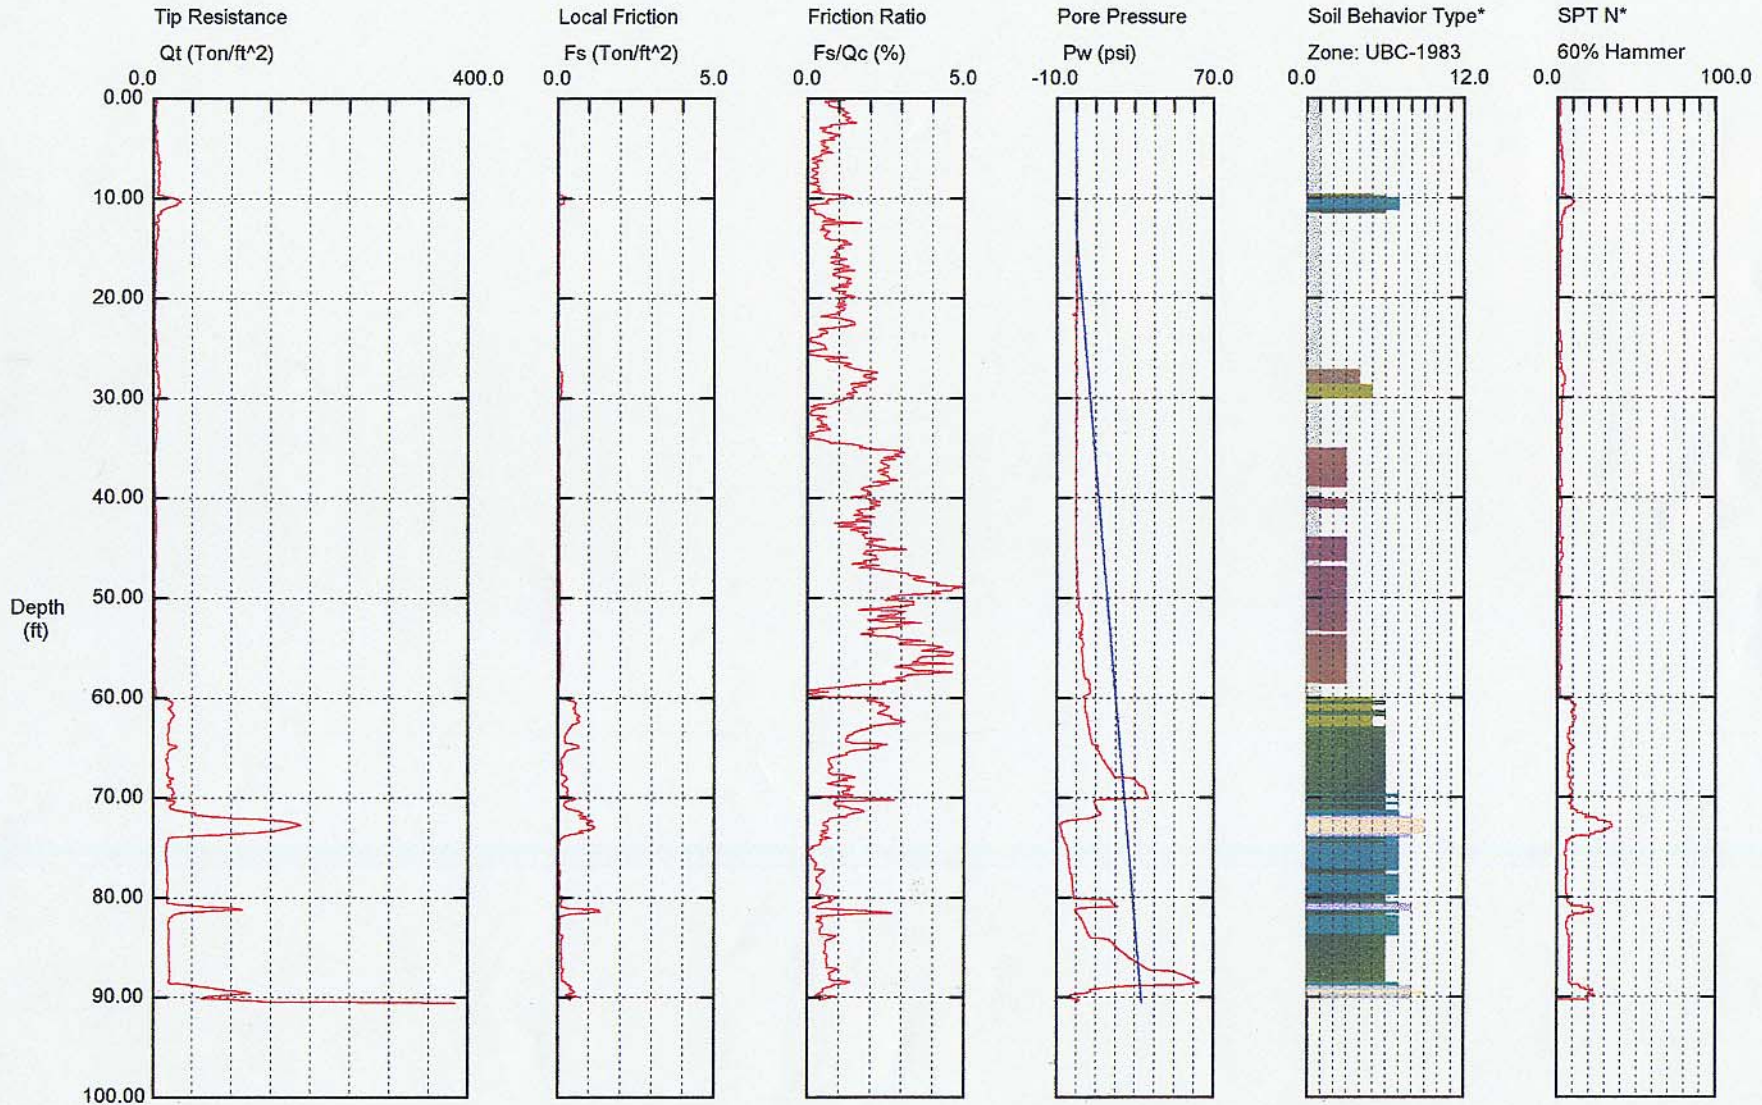 Tip Resistance
Qt (Ton/ft^2)
0.0 400.0
Local Friction
Fs (Ton/ft^2)
0.0 5.0
Friction Ratio
Fs/Qc (%)
0.0 5.0
Pore Pressure
Pw (psi)
-10.0 70.0
Soil Behavior Type*
Zone: UBC-1983
0.0 12.0
SPT N*
60% Hammer
0.0 100.0
0.00
10.00
20.00
30.00
40.00
50.00
Depth
(ft)
60.00
70.00
80.00
90.00
100.00